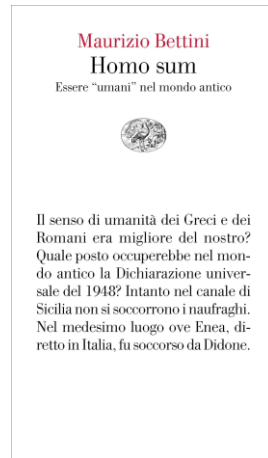 Maurizio Bettini
Homo sum
Essere “umani” nel mondo antico
Il senso di umanità dei Greci e dei
Romani era migliore del nostro?
Quale posto occuperebbe nel mon-
do antico la Dichiarazione univer-
sale del 1948? Intanto nel canale di
Sicilia non si soccorrono i naufraghi.
Nel medesimo luogo ove Enea, di-
retto in Italia, fu soccorso da Didone.